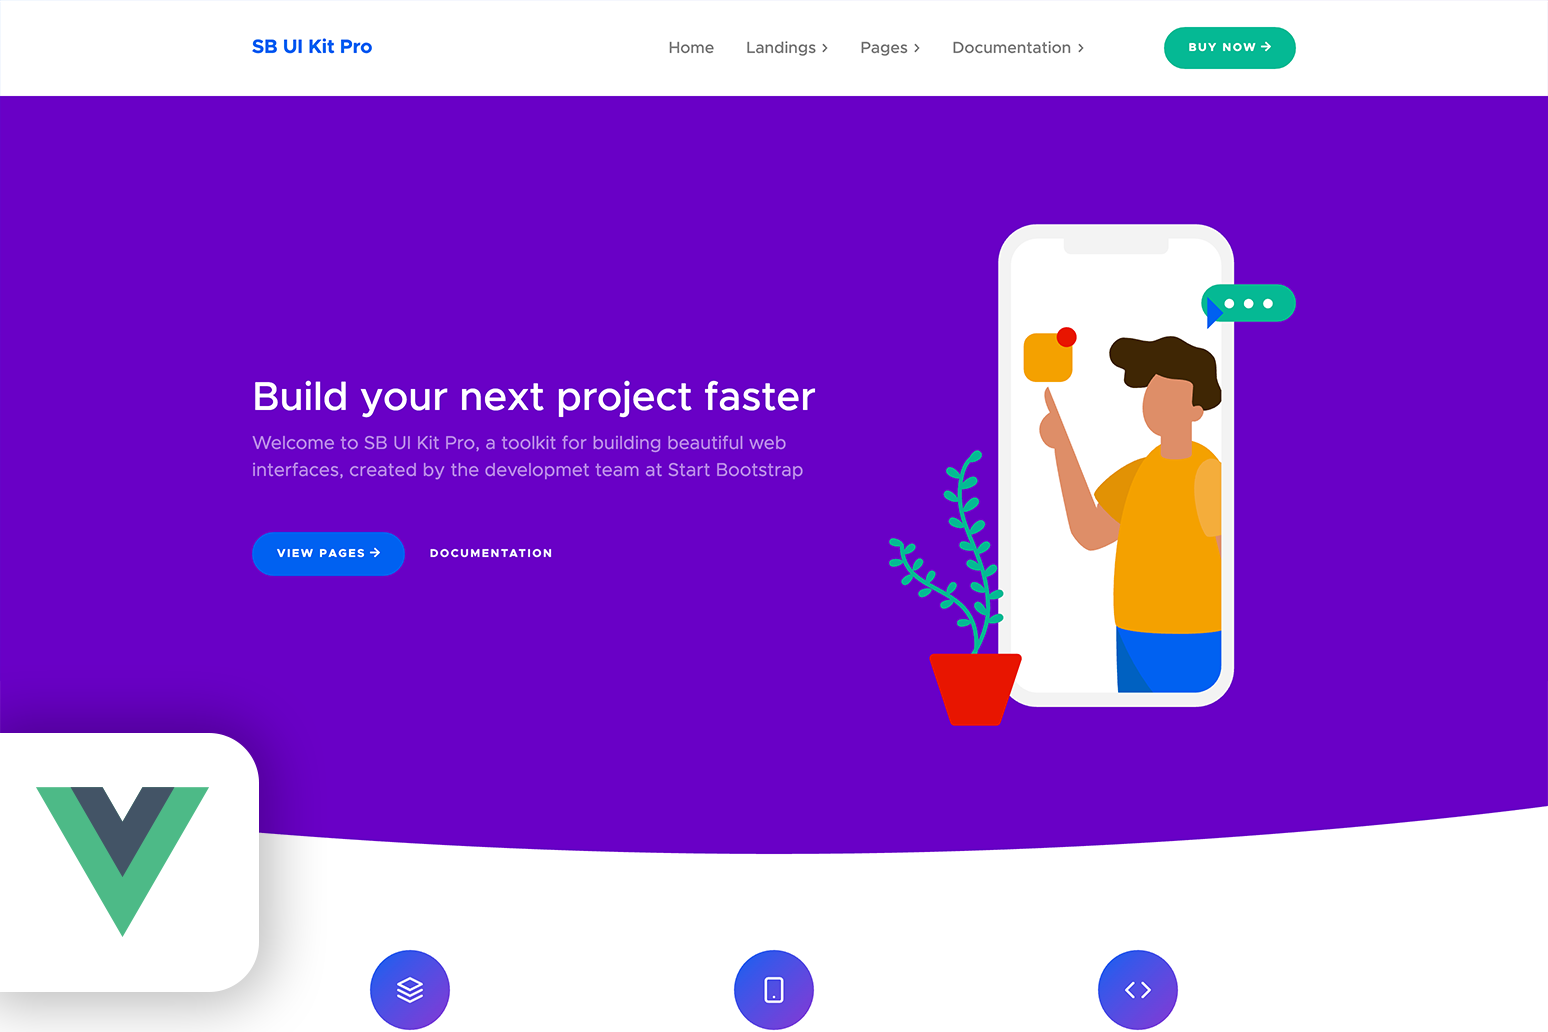 SB UI Kit Pro
Home Landings Pages Documentation BUY NOW
Build your next project faster
Welcome to SB UI Kit Pro, a toolkit for building beautiful web
interfaces, created by the developmet team at Start Bootstrap
VIEW PAGES DOCUMENTATION